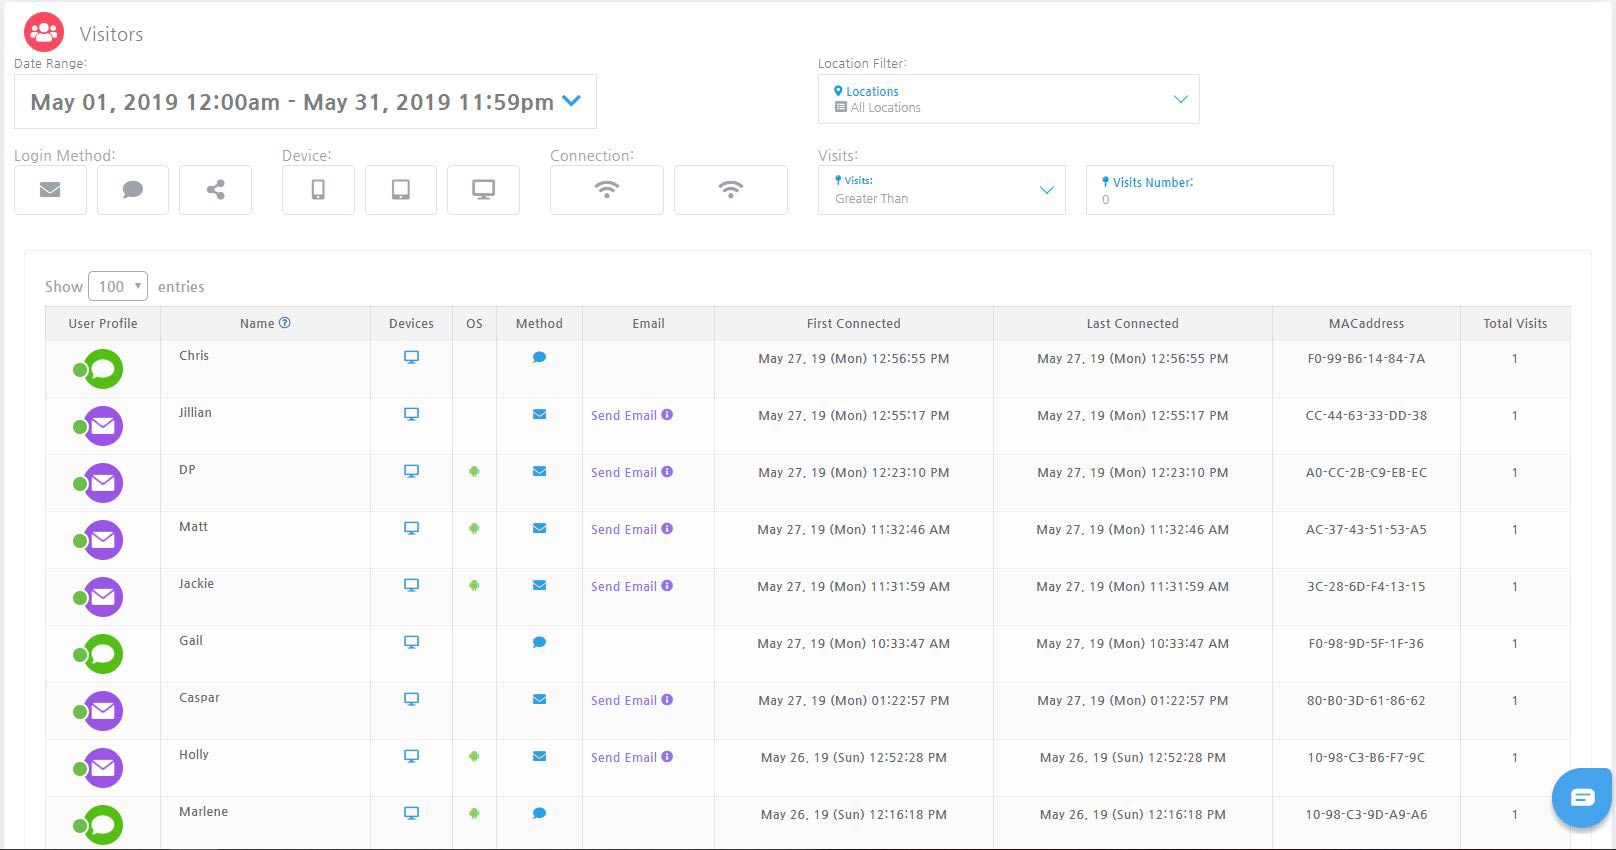 Visitors
Date Range:
Location Filter:
May 01, 2019 12:00am - May 31, 2019 11:59pm
Locations
All Locations
Login Method:
Device:
Connection:
Visits:
Visits:
Greater Than
Visits Number:
0
Show 100 entries
User Profile Name Devices OS Method Email First Connected Last Connected MACaddress Total Visits
Chris May 27, 19 (Mon) 12:56:55 PM May 27, 19 (Mon) 12:56:55 PM F0-99-B6-14-84-7A 1
Jillian Send Email May 27, 19 (Mon) 12:55:17 PM May 27, 19 (Mon) 12:55:17 PM CC-44-63-33-DD-38 1
DP Send Email May 27, 19 (Mon) 12:23:10 PM May 27, 19 (Mon) 12:23:10 PM A0-CC-2B-C9-EB-EC 1
Matt Send Email May 27, 19 (Mon) 11:32:46 AM May 27, 19 (Mon) 11:32:46 AM AC-37-43-51-53-A5 1
Jackie Send Email May 27, 19 (Mon) 11:31:59 AM May 27, 19 (Mon) 11:31:59 AM 3C-28-6D-F4-13-15 1
Gail May 27, 19 (Mon) 10:33:47 AM May 27, 19 (Mon) 10:33:47 AM F0-98-9D-5F-1F-36 1
Caspar Send Email May 27, 19 (Mon) 01:22:57 PM May 27, 19 (Mon) 01:22:57 PM 80-B0-3D-61-86-62 1
Holly Send Email May 26, 19 (Sun) 12:52:28 PM May 26, 19 (Sun) 12:52:28 PM 10-98-C3-B6-F7-9C 1
Marlene May 26, 19 (Sun) 12:16:18 PM May 26, 19 (Sun) 12:16:18 PM 10-98-C3-9D-A9-A6 1